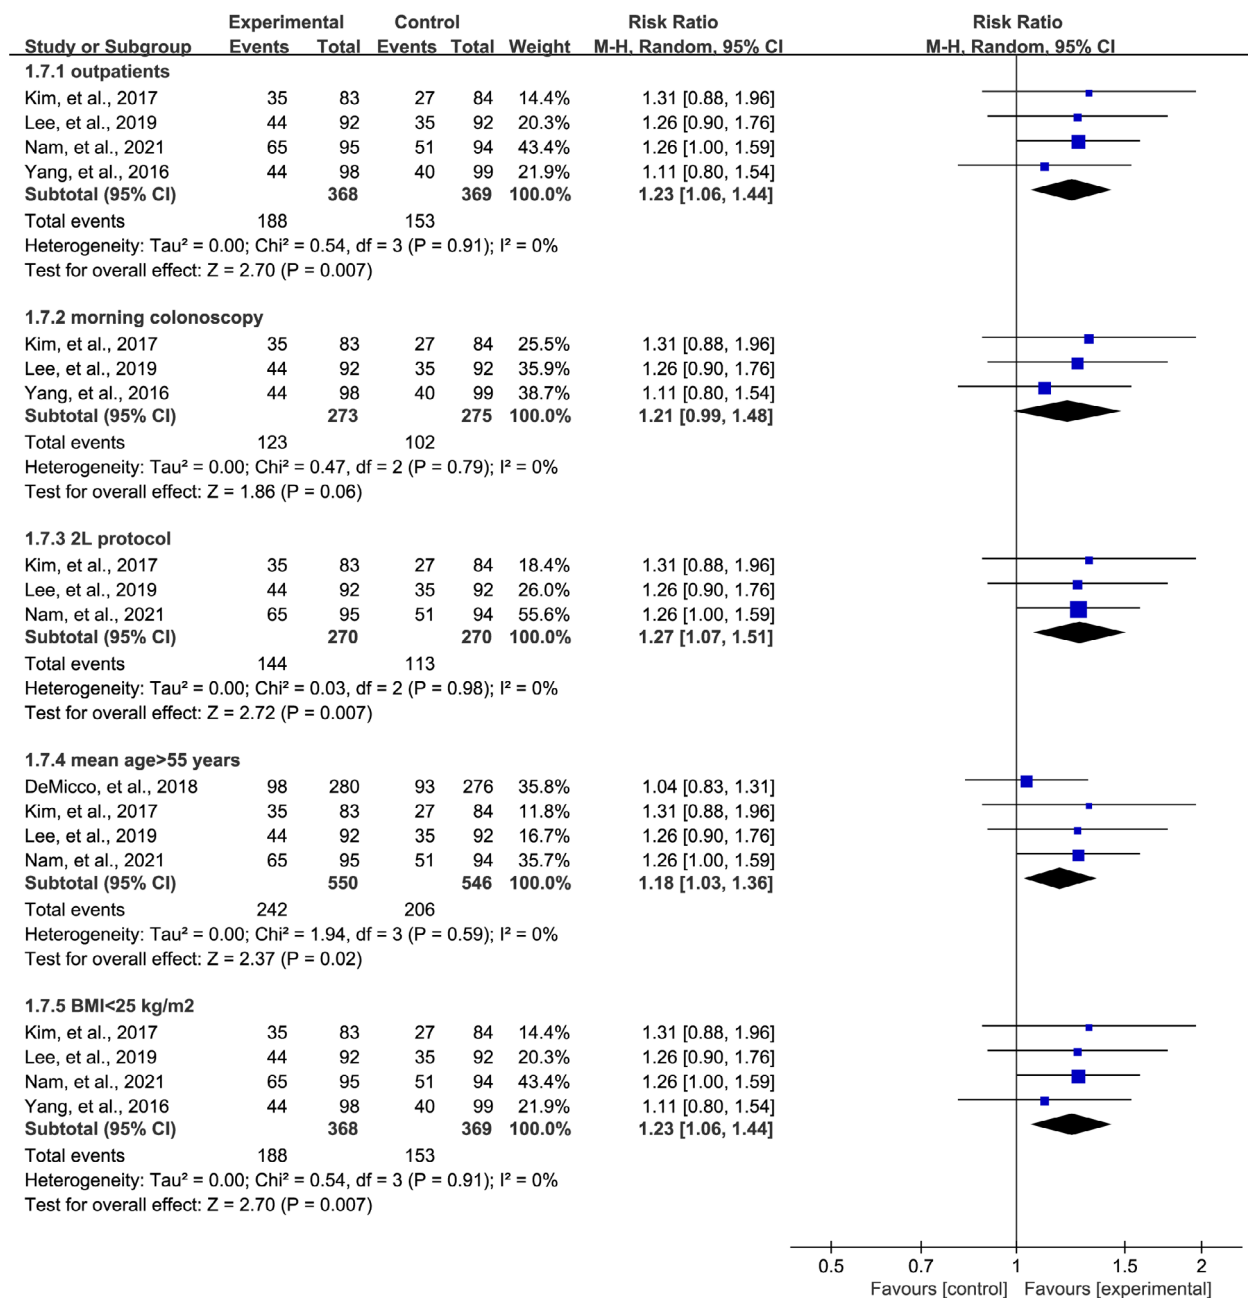 Experimental Control Risk Ratio Risk Ratio
Study or Subgroup Events Total Events Total Weight M-H, Random, 95% CI M-H, Random, 95% CI
1.7.1 outpatients
Kim, et al., 2017 35 83 27 84 14.4% 1.31 [0.88, 1.96]
Lee, et al., 2019 44 92 35 92 20.3% 1.26 [0.90, 1.76]
Nam, et al., 2021 65 95 51 94 43.4% 1.26 [1.00, 1.59]
Yang, et al., 2016 44 98 40 99 21.9% 1.11 [0.80, 1.54]
Subtotal (95% CI) 368 369 100.0% 1.23 [1.06, 1.44]
Total events 188 153
Heterogeneity: Tau² = 0.00; Chi² = 0.54, df = 3 (P = 0.91); I² = 0%
Test for overall effect: Z = 2.70 (P = 0.007)
1.7.2 morning colonoscopy
Kim, et al., 2017 35 83 27 84 25.5% 1.31 [0.88, 1.96]
Lee, et al., 2019 44 92 35 92 35.9% 1.26 [0.90, 1.76]
Yang, et al., 2016 44 98 40 99 38.7% 1.11 [0.80, 1.54]
Subtotal (95% CI) 273 275 100.0% 1.21 [0.99, 1.48]
Total events 123 102
Heterogeneity: Tau² = 0.00; Chi² = 0.47, df = 2 (P = 0.79); I² = 0%
Test for overall effect: Z = 1.86 (P = 0.06)
1.7.3 2L protocol
Kim, et al., 2017 35 83 27 84 18.4% 1.31 [0.88, 1.96]
Lee, et al., 2019 44 92 35 92 26.0% 1.26 [0.90, 1.76]
Nam, et al., 2021 65 95 51 94 55.6% 1.26 [1.00, 1.59]
Subtotal (95% CI) 270 270 100.0% 1.27 [1.07, 1.51]
Total events 144 113
Heterogeneity: Tau² = 0.00; Chi² = 0.03, df = 2 (P = 0.98); I² = 0%
Test for overall effect: Z = 2.72 (P = 0.007)
1.7.4 mean age>55 years
DeMicco, et al., 2018 98 280 93 276 35.8% 1.04 [0.83, 1.31]
Kim, et al., 2017 35 83 27 84 11.8% 1.31 [0.88, 1.96]
Lee, et al., 2019 44 92 35 92 16.7% 1.26 [0.90, 1.76]
Nam, et al., 2021 65 95 51 94 35.7% 1.26 [1.00, 1.59]
Subtotal (95% CI) 550 546 100.0% 1.18 [1.03, 1.36]
Total events 242 206
Heterogeneity: Tau² = 0.00; Chi² = 1.94, df = 3 (P = 0.59); I² = 0%
Test for overall effect: Z = 2.37 (P = 0.02)
1.7.5 BMI<25 kg/m2
Kim, et al., 2017 35 83 27 84 14.4% 1.31 [0.88, 1.96]
Lee, et al., 2019 44 92 35 92 20.3% 1.26 [0.90, 1.76]
Nam, et al., 2021 65 95 51 94 43.4% 1.26 [1.00, 1.59]
Yang, et al., 2016 44 98 40 99 21.9% 1.11 [0.80, 1.54]
Subtotal (95% CI) 368 369 100.0% 1.23 [1.06, 1.44]
Total events 188 153
Heterogeneity: Tau² = 0.00; Chi² = 0.54, df = 3 (P = 0.91); I² = 0%
Test for overall effect: Z = 2.70 (P = 0.007)
0.5 0.7 1 1.5 2
Favours [control] Favours [experimental]